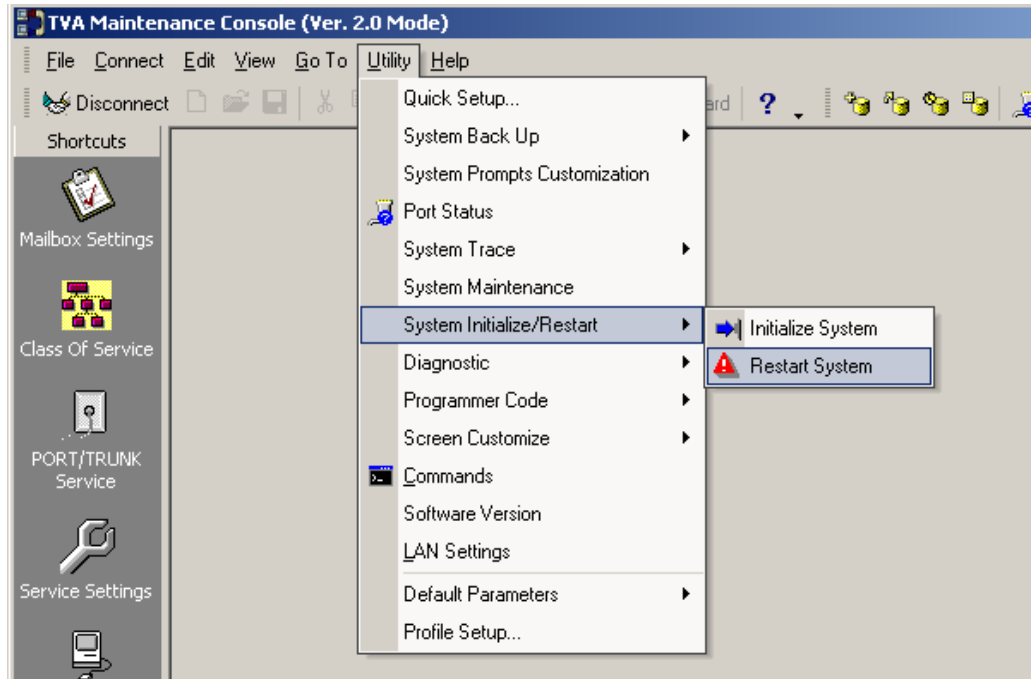 TVA Maintenance Console (Ver. 2.0 Mode)
File Connect Edit View Go To Utility Help
Disconnect
Shortcuts
Mailbox Settings
Class Of Service
PORT/TRUNK
Service
Service Settings
Quick Setup...
System Back Up
System Prompts Customization
Port Status
System Trace
System Maintenance
System Initialize/Restart
Diagnostic
Programmer Code
Screen Customize
Commands
Software Version
LAN Settings
Default Parameters
Profile Setup...
Initialize System
Restart System